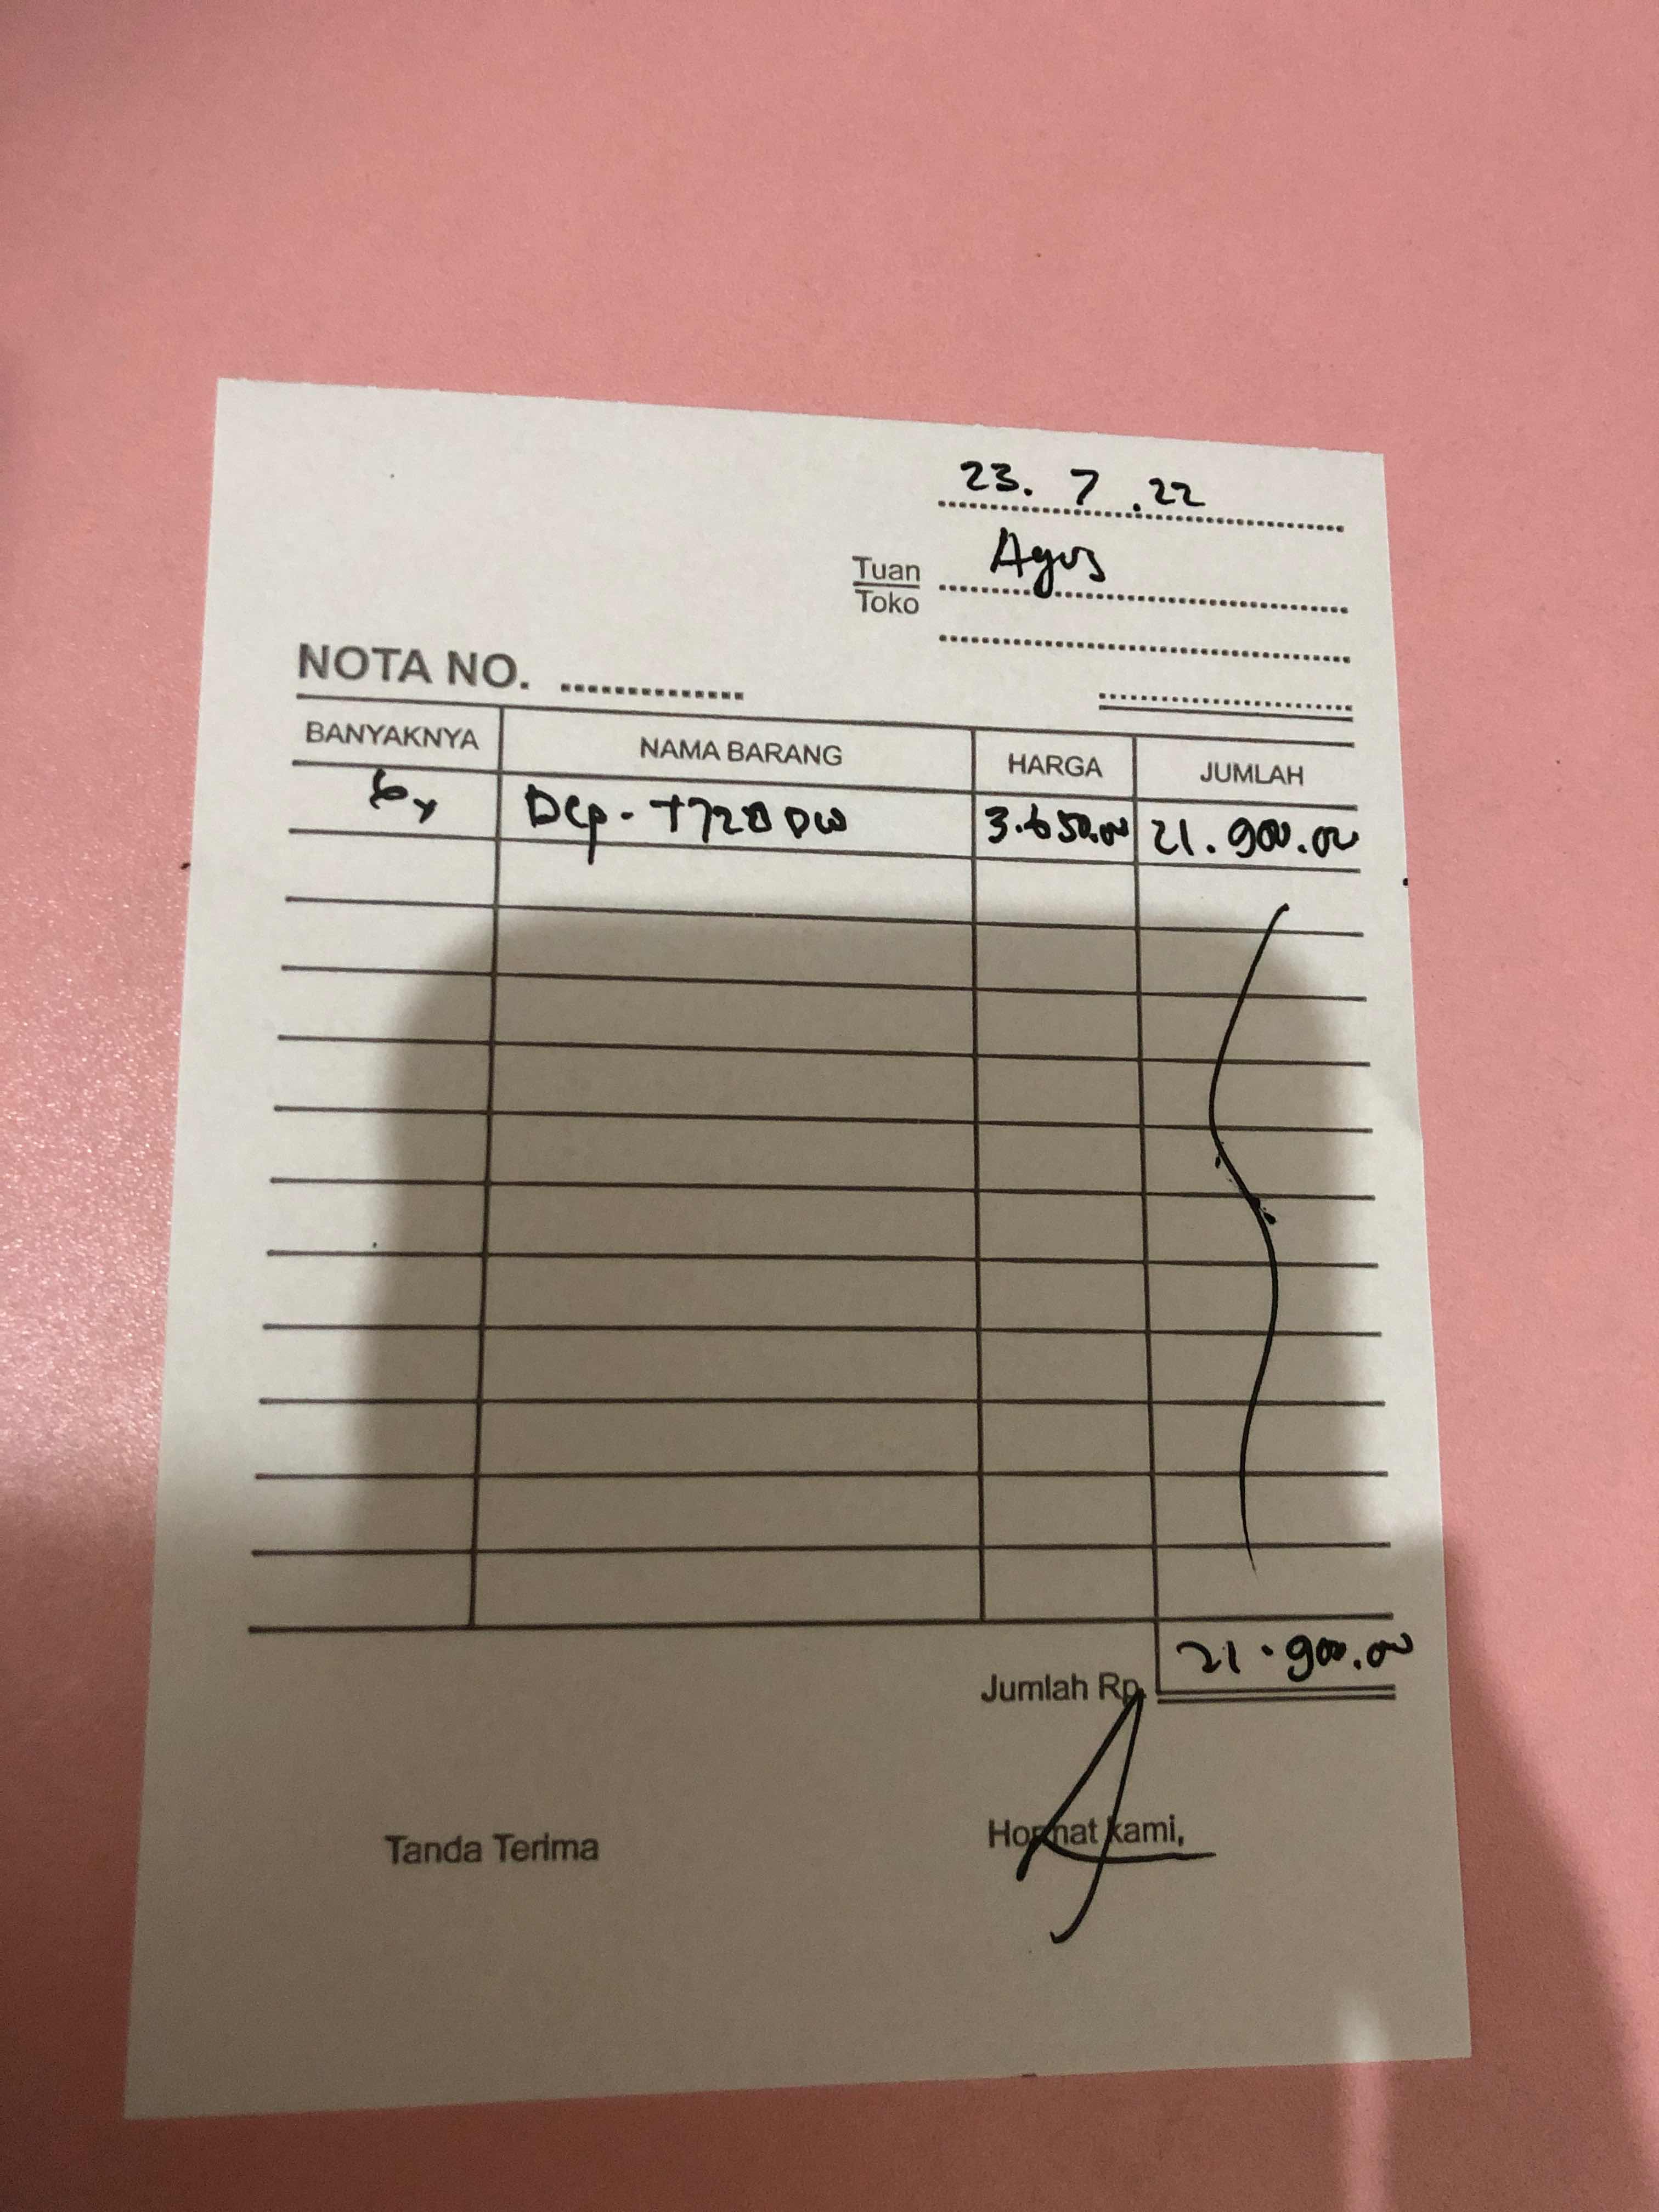 23. 7 .22
Tuan Agus
Toko
NOTA NO.
BANYAKNYA NAMA BARANG HARGA JUMLAH
6x Dcp-T720DW 3.650.00 21.900.00
Jumlah Rp. 21.900.00
Tanda Terima Hormat kami,